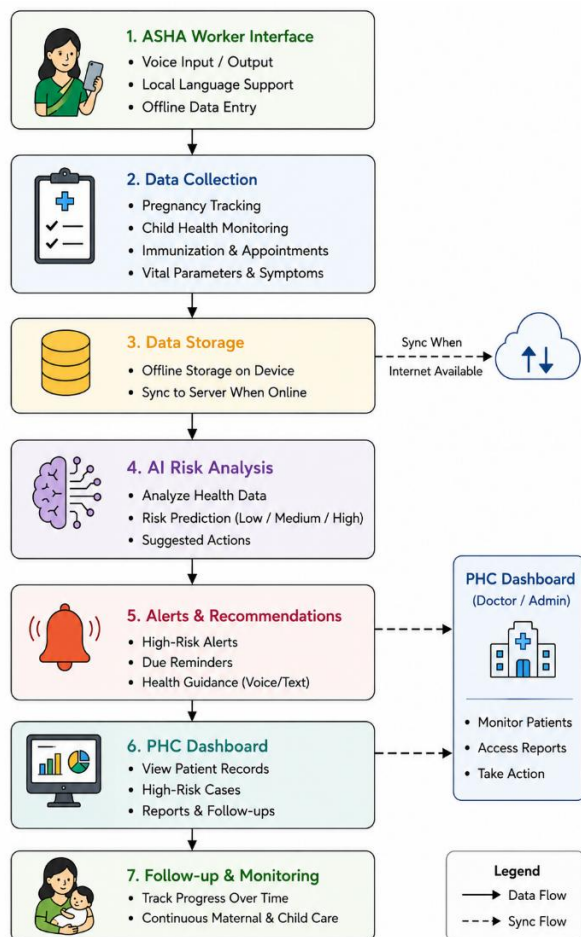 1. ASHA Worker Interface
• Voice Input / Output
• Local Language Support
• Offline Data Entry
2. Data Collection
• Pregnancy Tracking
• Child Health Monitoring
• Immunization & Appointments
• Vital Parameters & Symptoms
3. Data Storage
• Offline Storage on Device
• Sync to Server When Online
Sync When
Internet Available
4. AI Risk Analysis
• Analyze Health Data
• Risk Prediction (Low / Medium / High)
• Suggested Actions
5. Alerts & Recommendations
• High-Risk Alerts
• Due Reminders
• Health Guidance (Voice/Text)
PHC Dashboard
(Doctor / Admin)
• Monitor Patients
• Access Reports
• Take Action
6. PHC Dashboard
• View Patient Records
• High-Risk Cases
• Reports & Follow-ups
7. Follow-up & Monitoring
• Track Progress Over Time
• Continuous Maternal & Child Care
Legend
Data Flow
Sync Flow